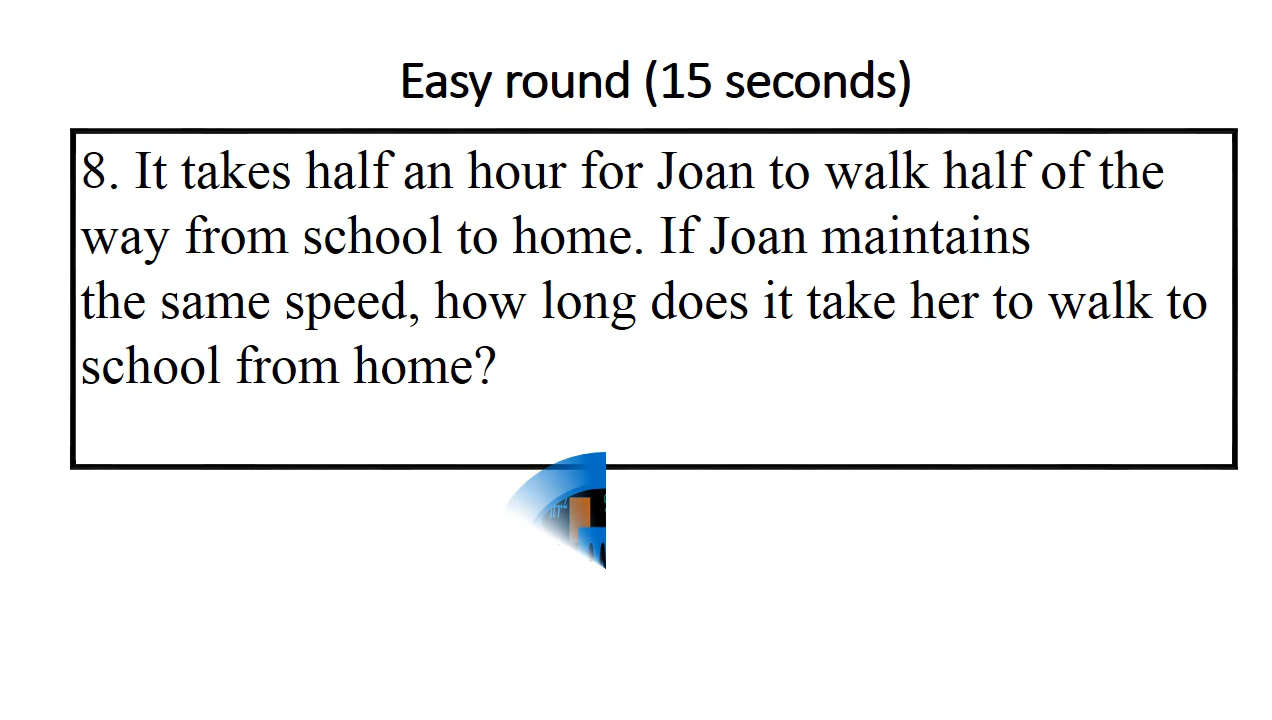 Easy round (15 seconds)
8. It takes half an hour for Joan to walk half of the
way from school to home. If Joan maintains
the same speed, how long does it take her to walk to
school from home?